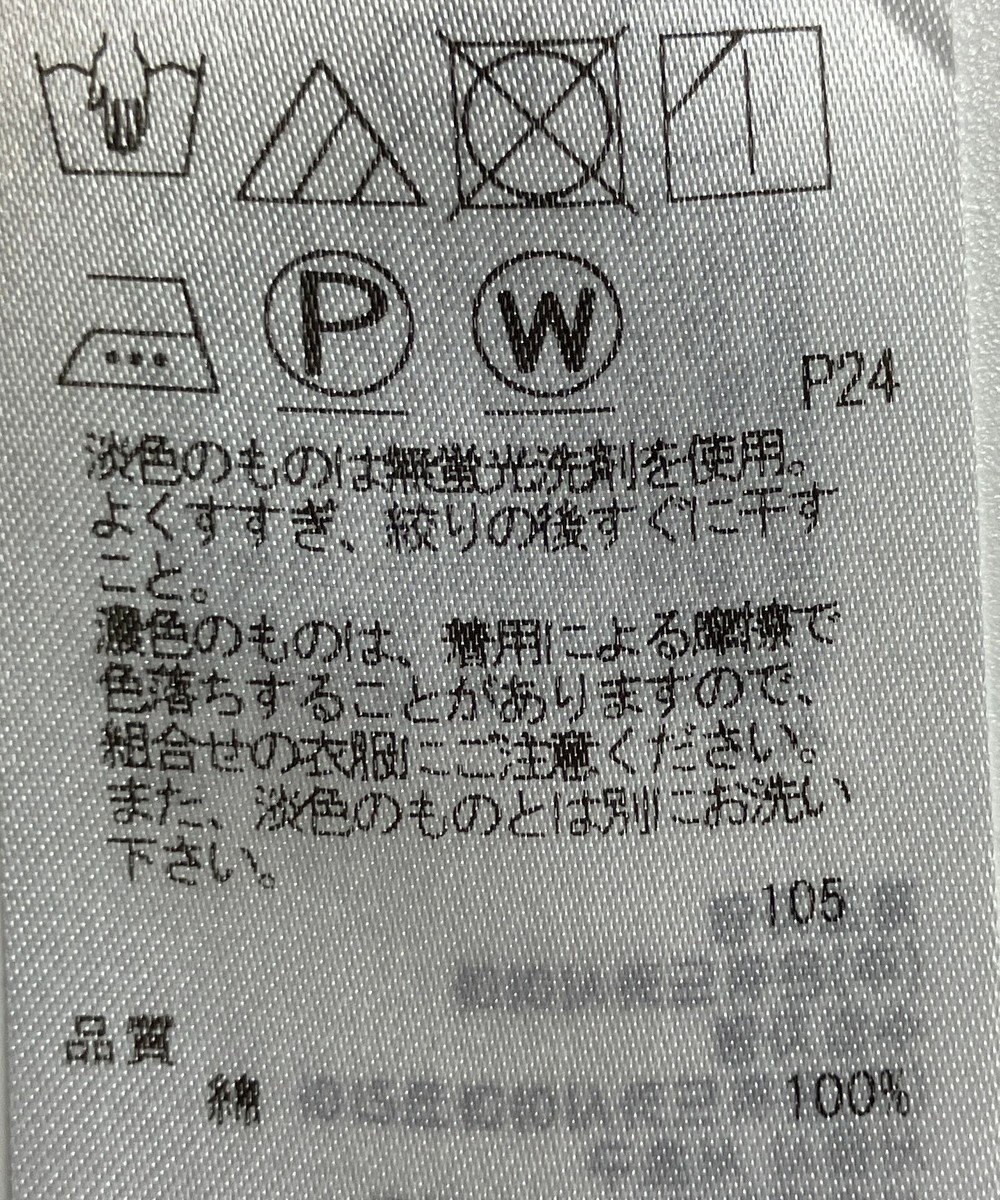 P
W
P24
淡色のものは無蛍光洗剤を使用。
よくすすぎ、絞りの後すぐに干す
こと。
濃色のものは、着用による摩擦で
色落ちすることがありますので、
組合せの衣服にご注意ください。
また、淡色のものとは別にお洗い
下さい。
105
品質
綿 100%